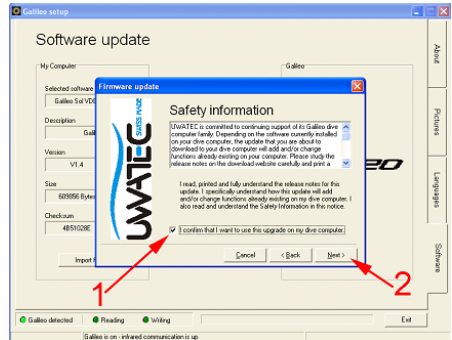 Galileo setup
Software update
About
Pictures
Languages
Software
My Computer
Galileo
Selected software
Galileo Sol VDC
Description
Gali
Version
V1.4
Size
609856 Bytes
Checksum
4B51028E
Import f
Firmware update
UWATEC
SWISS MADE
Safety information
UWATEC is committed to continuing support of its Galileo dive
computer family. Depending on the software currently installed
on your dive computer, the update that you are about to
download to your dive computer will add and/or change
functions already existing on your computer. Please study the
release notes on the download website carefully and print a
I read, printed and fully understand the release notes for this
update. I specifically understand how this update will add
and/or change functions already existing on my dive computer. I
also read and understand the Safety Information in this notice.
I confirm that I want to use this upgrade on my dive computer.
Cancel
< Back
Next >
1
2
EO
Galileo detected
Reading
Writing
Exit
Galileo is on - infrared communication is up